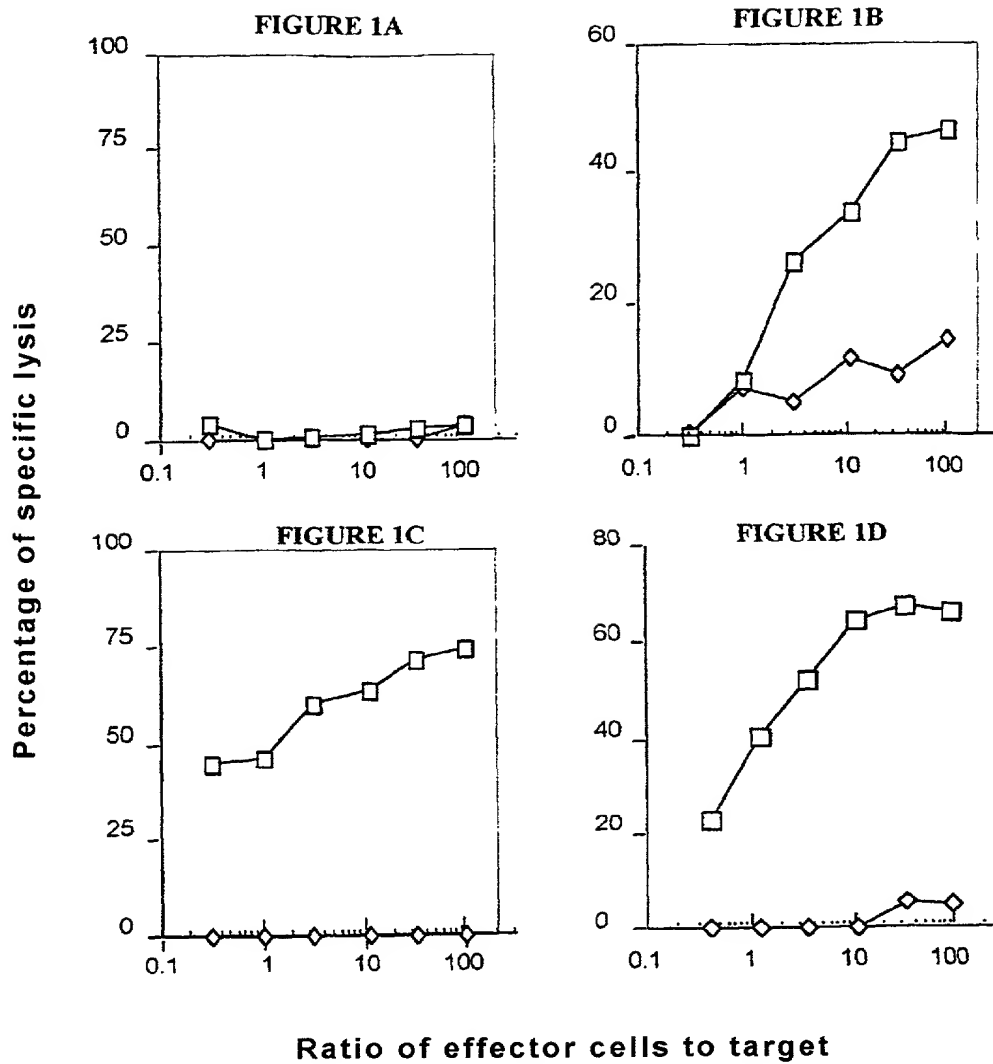 FIGURE 1A
100
75
50
25
0
0.1 1 10 100
FIGURE 1B
60
40
20
0
0.1 1 10 100
FIGURE 1C
100
75
50
25
0
0.1 1 10 100
FIGURE 1D
80
60
40
20
0
0.1 1 10 100
Percentage of specific lysis
Ratio of effector cells to target